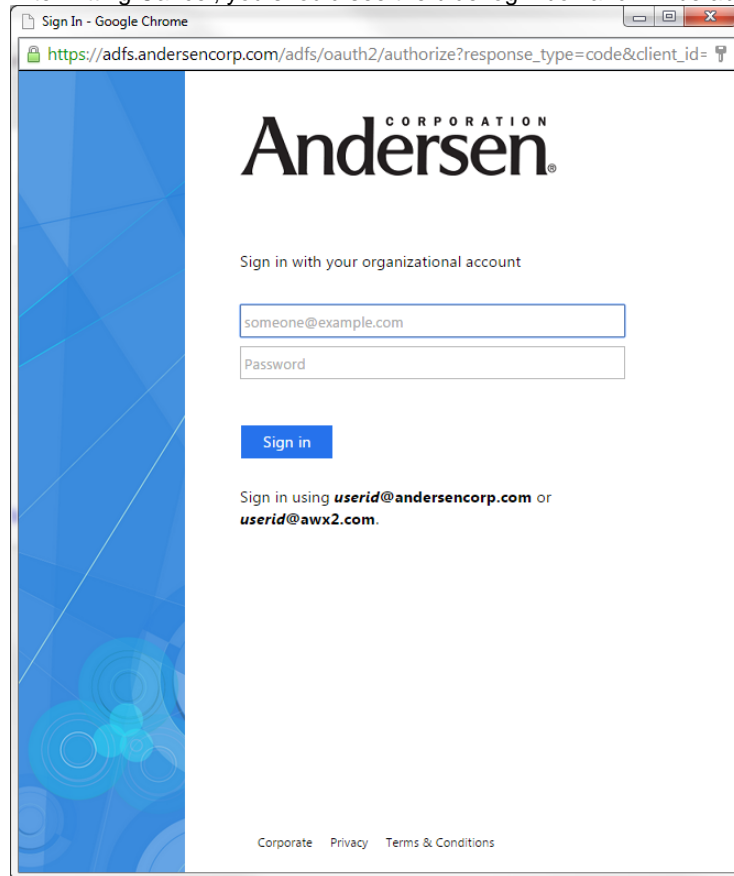 Sign In - Google Chrome
https://adfs.andersencorp.com/adfs/oauth2/authorize?response_type=code&client_id=
CORPORATION
Andersen®
Sign in with your organizational account
someone@example.com
Password
Sign in
Sign in using userid@andersencorp.com or
userid@awx2.com.
Corporate Privacy Terms & Conditions